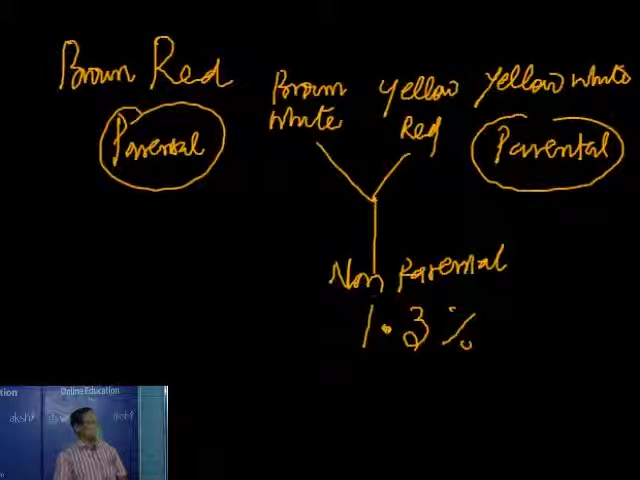 Brown Red
Brown
White
Yellow
Red
Yellow white
Parental
Parental
Non Parental
1.3%
Online Education